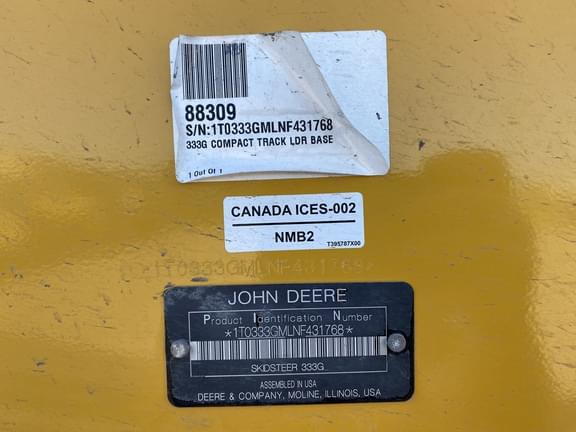 88309
S/N:1T0333GMLNF431768
333G COMPACT TRACK LDR BASE
1 Out Of 1
CANADA ICES-002
NMB2
T395787X00
*1T0333GMLNF431768*
JOHN DEERE
Product Identification Number
*1T0333GMLNF431768*
SKIDSTEER 333G
ASSEMBLED IN USA
DEERE & COMPANY, MOLINE, ILLINOIS, USA